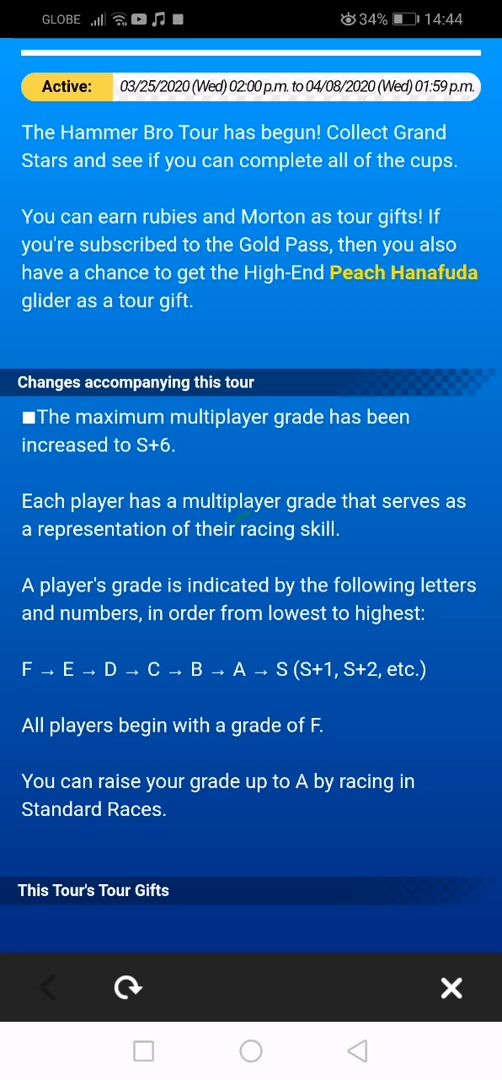 GLOBE 34% 14:44
Active: 03/25/2020 (Wed) 02:00 p.m. to 04/08/2020 (Wed) 01:59 p.m.
The Hammer Bro Tour has begun! Collect Grand
Stars and see if you can complete all of the cups.
You can earn rubies and Morton as tour gifts! If
you're subscribed to the Gold Pass, then you also
have a chance to get the High-End Peach Hanafuda
glider as a tour gift.
Changes accompanying this tour
■The maximum multiplayer grade has been
increased to S+6.
Each player has a multiplayer grade that serves as
a representation of their racing skill.
A player's grade is indicated by the following letters
and numbers, in order from lowest to highest:
F → E → D → C → B → A → S (S+1, S+2, etc.)
All players begin with a grade of F.
You can raise your grade up to A by racing in
Standard Races.
This Tour's Tour Gifts